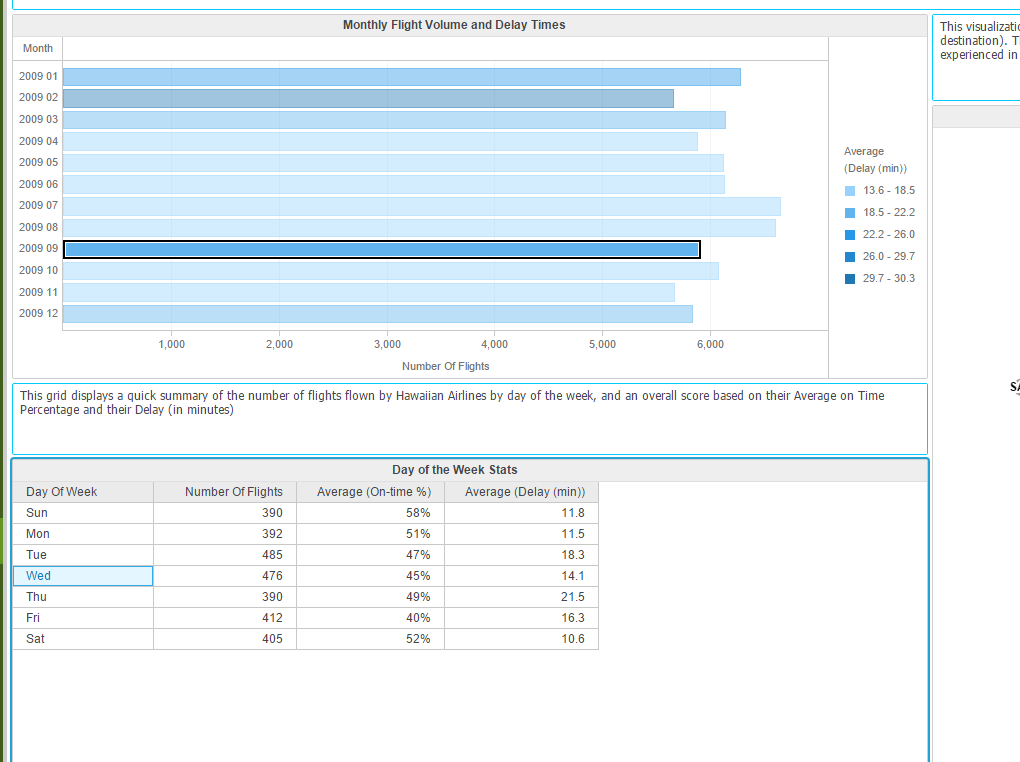 Monthly Flight Volume and Delay Times
Month
2009 01
2009 02
2009 03
2009 04
2009 05
2009 06
2009 07
2009 08
2009 09
2009 10
2009 11
2009 12
1,000 2,000 3,000 4,000 5,000 6,000
Number Of Flights
Average
(Delay (min))
13.6 - 18.5
18.5 - 22.2
22.2 - 26.0
26.0 - 29.7
29.7 - 30.3
This visualizatio
destination). T
experienced in
This grid displays a quick summary of the number of flights flown by Hawaiian Airlines by day of the week, and an overall score based on their Average on Time
Percentage and their Delay (in minutes)
Day of the Week Stats
Day Of Week Number Of Flights Average (On-time %) Average (Delay (min))
Sun 390 58% 11.8
Mon 392 51% 11.5
Tue 485 47% 18.3
Wed 476 45% 14.1
Thu 390 49% 21.5
Fri 412 40% 16.3
Sat 405 52% 10.6